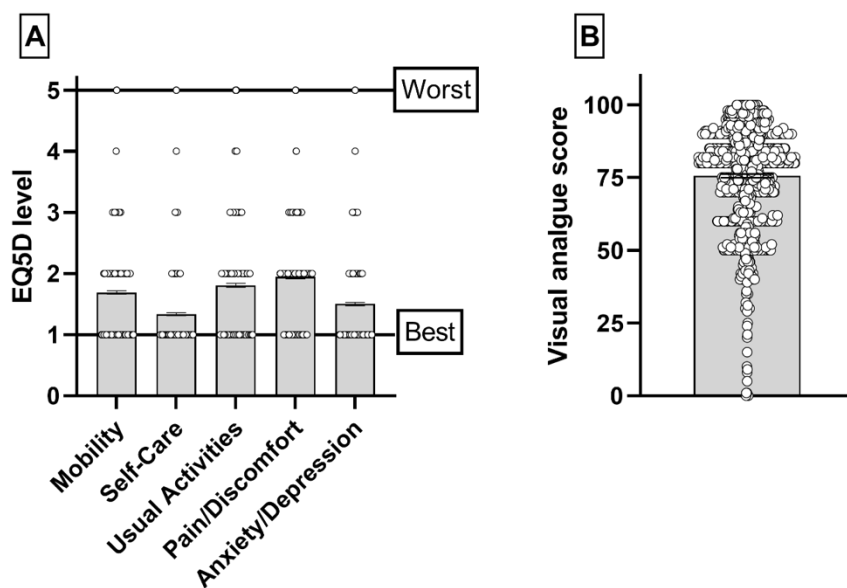 A
EQ5D level
5
4
3
2
1
0
Worst
Best
Mobility
Self-Care
Usual Activities
Pain/Discomfort
Anxiety/Depression
B
Visual analgue score
100
75
50
25
0